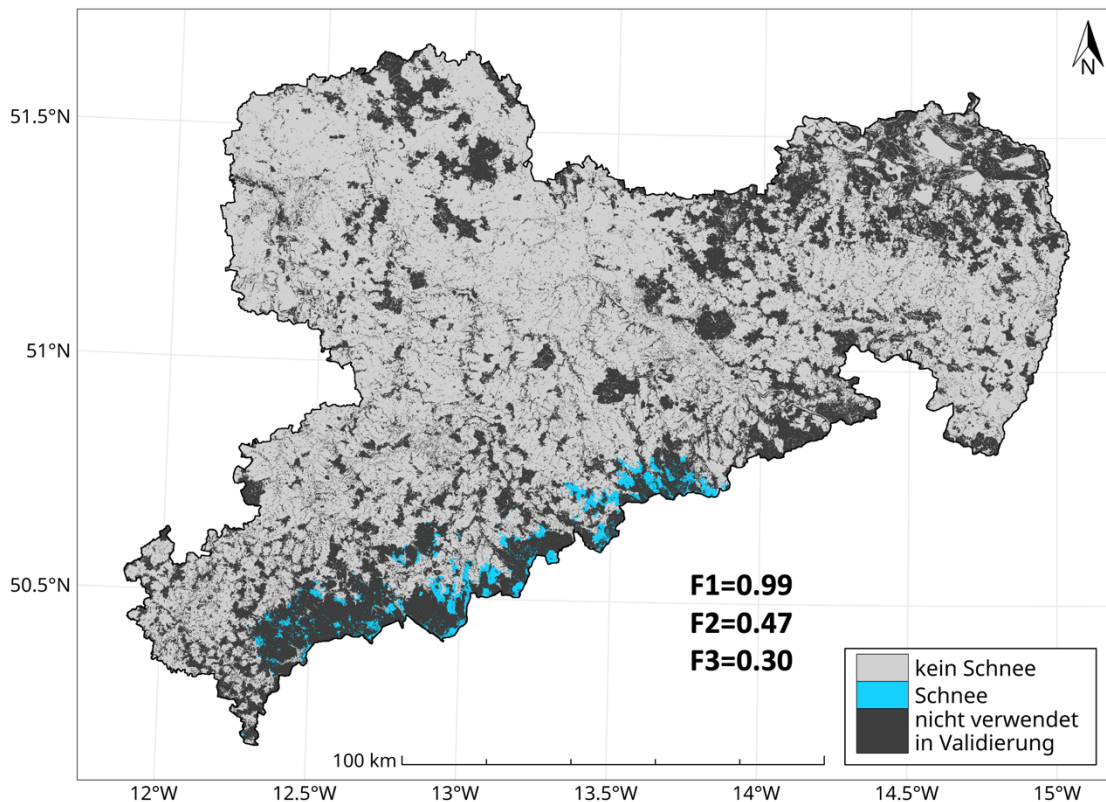 N
51.5°N
51°N
50.5°N
F1=0.99
F2=0.47
F3=0.30
kein Schnee
Schnee
nicht verwendet
in Validierung
100 km
12°W
12.5°W
13°W
13.5°W
14°W
14.5°W
15°W